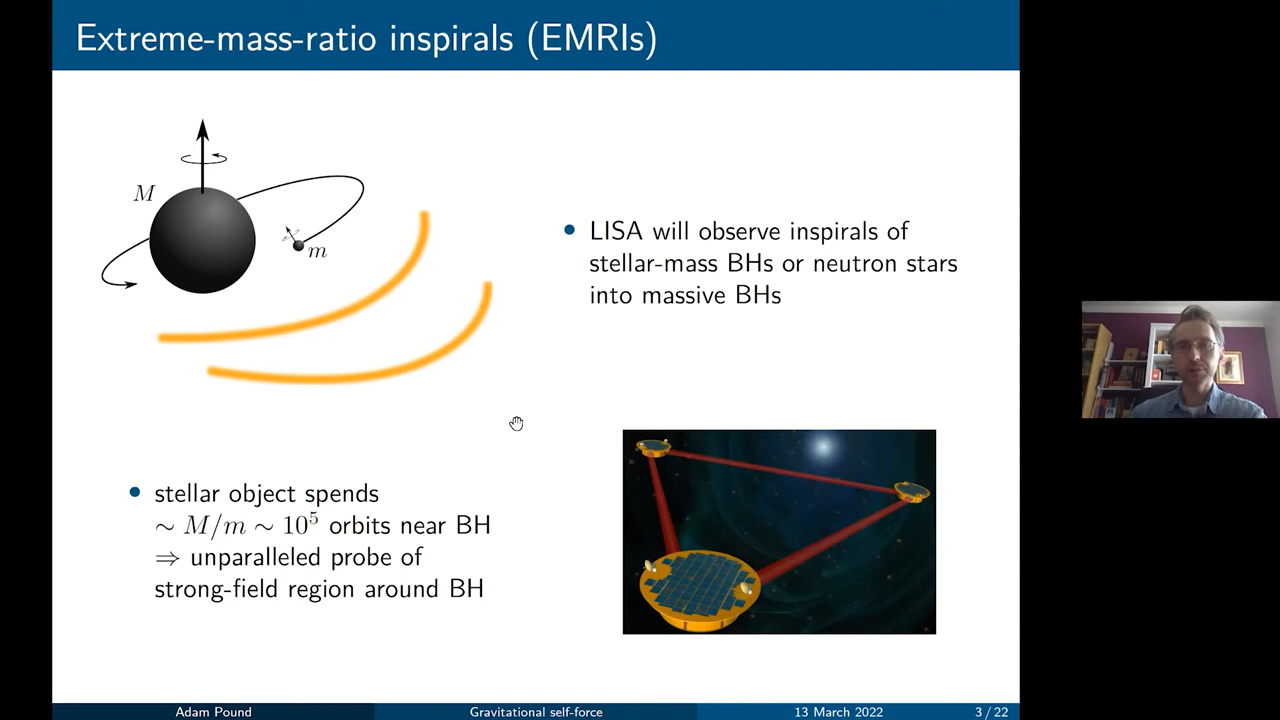 Extreme-mass-ratio inspirals (EMRIs)
M
m
• LISA will observe inspirals of
stellar-mass BHs or neutron stars
into massive BHs
• stellar object spends
∼ M/m ∼ 10⁵ orbits near BH
⇒ unparalleled probe of
strong-field region around BH
Adam Pound Gravitational self-force 13 March 2022 3 / 22